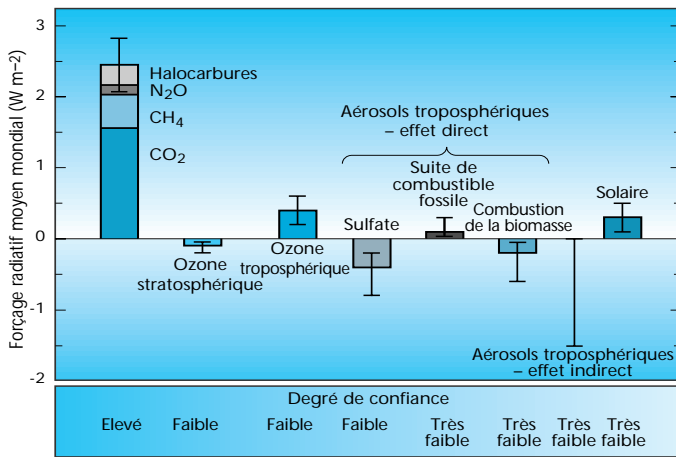 Forçage radiatif moyen mondial (W m–2)
3
2
1
0
-1
-2
Halocarbures
N2O
CH4
CO2
Ozone
stratosphérique
Ozone
troposphérique
Aérosols troposphériques
– effet direct
Sulfate
Suite de
combustible
fossile
Combustion
de la biomasse
Solaire
0
Aérosols troposphériques
– effet indirect
Degré de confiance
Elevé
Faible
Faible
Faible
Très
faible
Très
faible
Très
faible
Très
faible